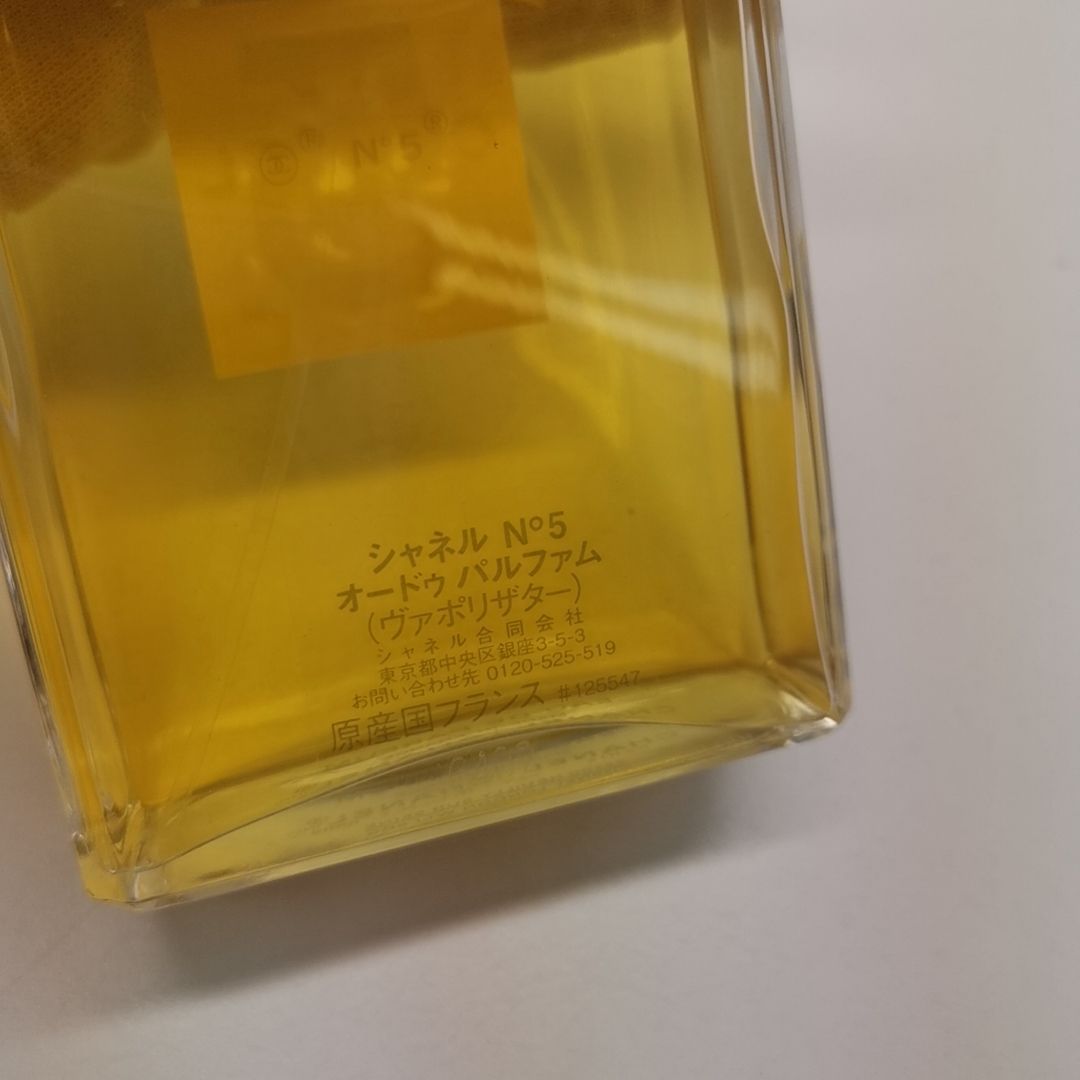 ® N°5®
シャネル N°5
オードゥ パルファム
(ヴァポリザター)
シャネル合同会社
東京都中央区銀座3-5-3
お問い合わせ先 0120-525-519
原産国フランス #125547